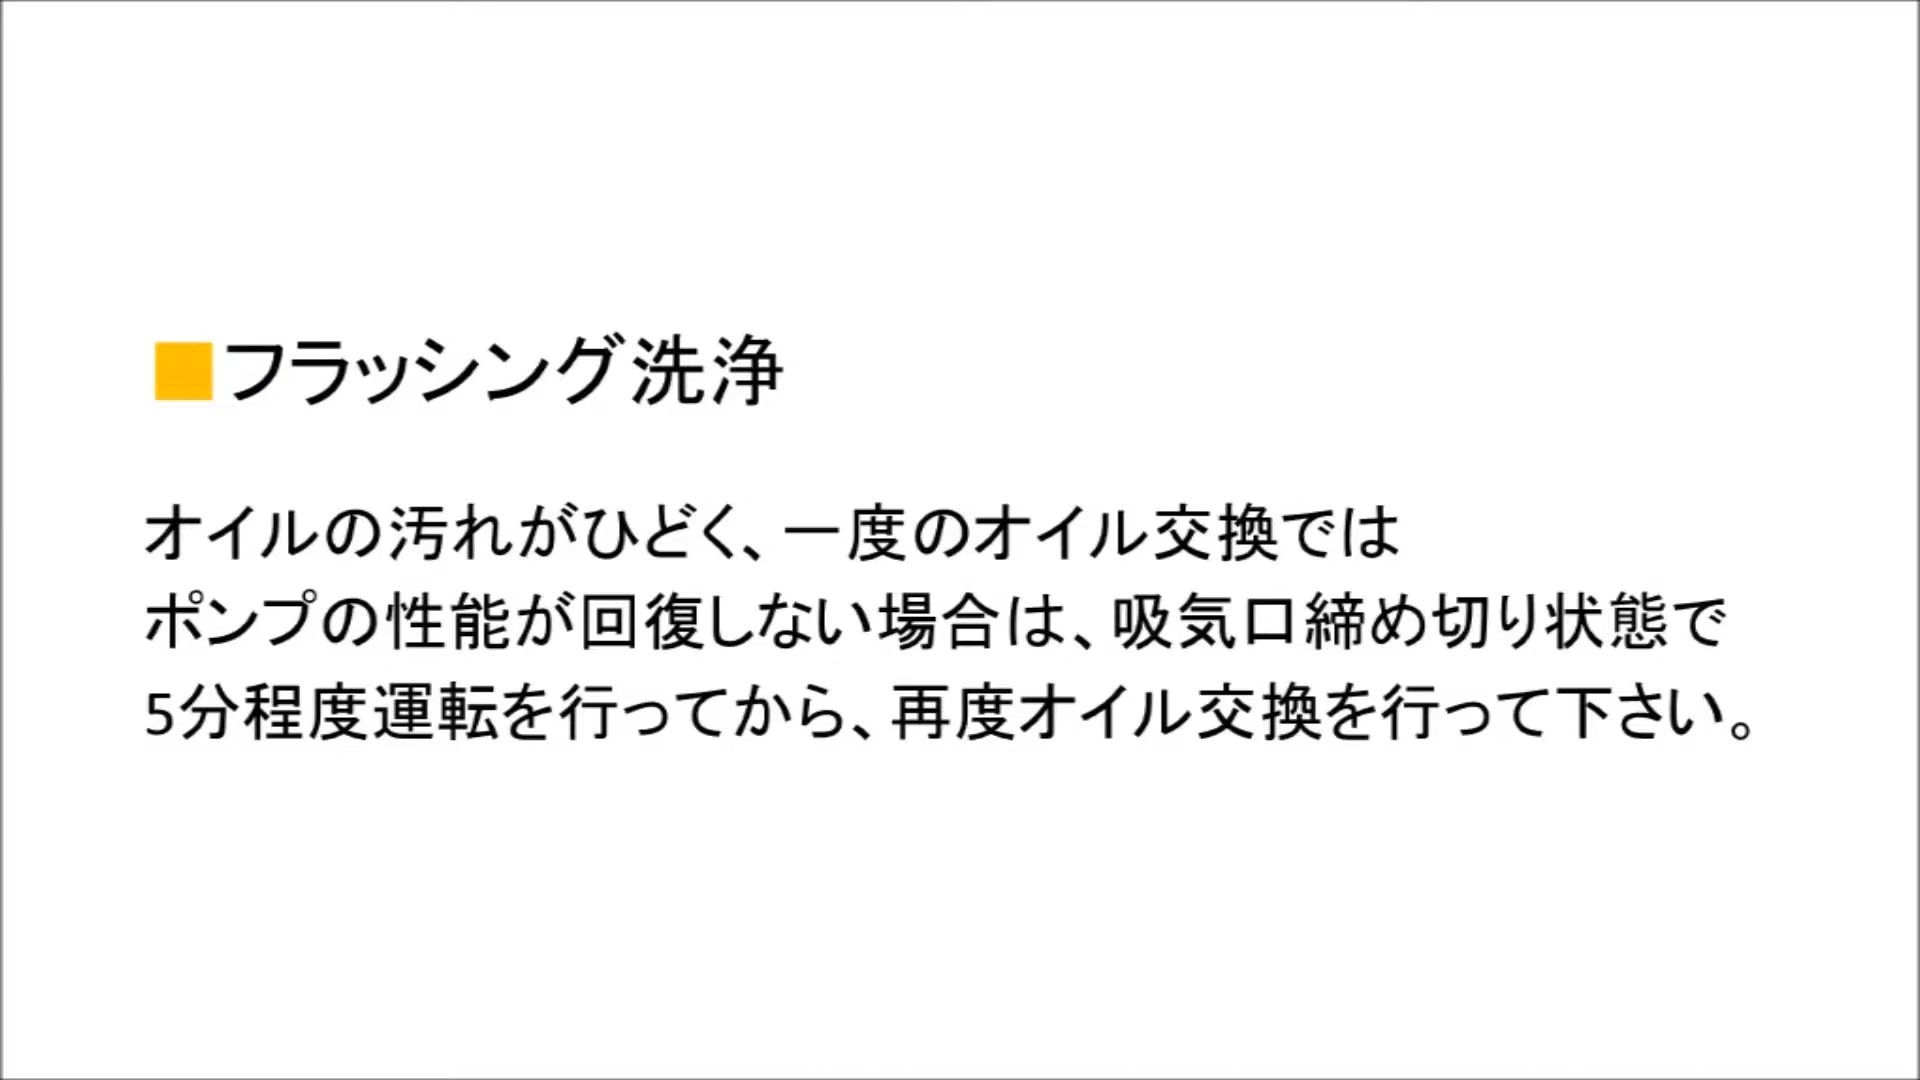 ■フラッシング洗浄
オイルの汚れがひどく、一度のオイル交換では
ポンプの性能が回復しない場合は、吸気口締め切り状態で
5分程度運転を行ってから、再度オイル交換を行って下さい。